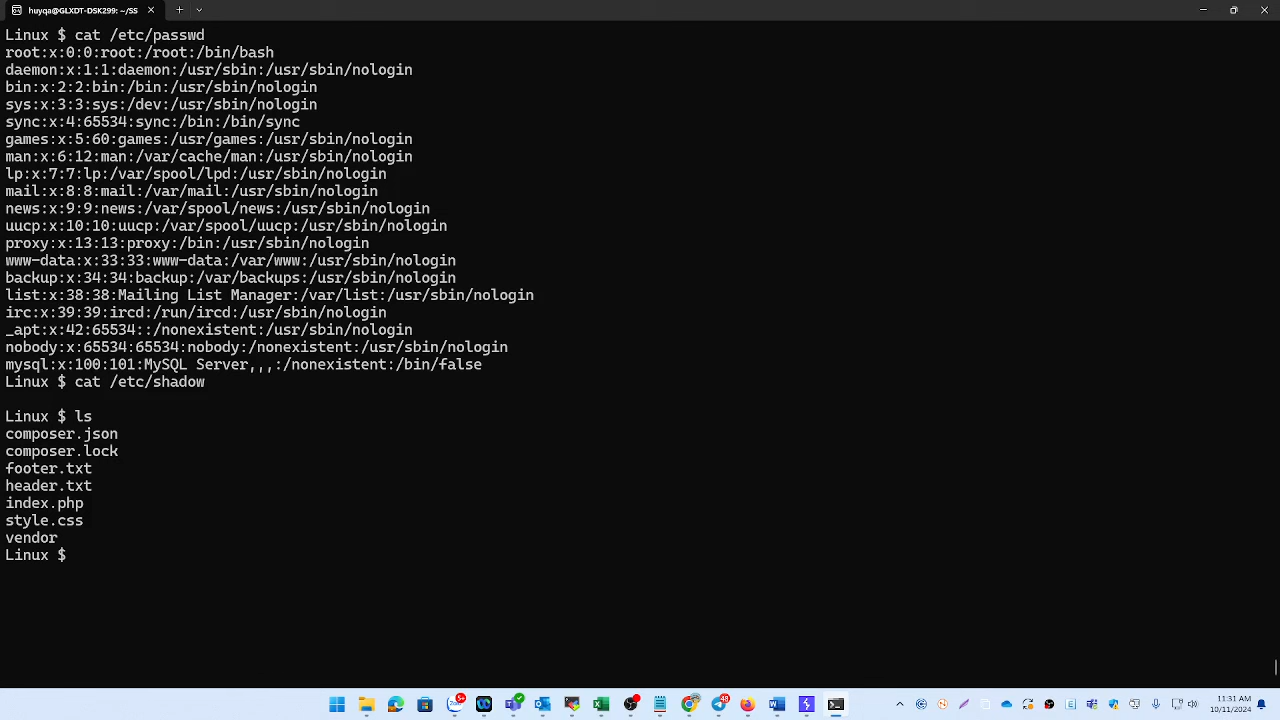 huyqa@GLXDT-DSK299: ~/SS
Linux $ cat /etc/passwd
root:x:0:0:root:/root:/bin/bash
daemon:x:1:1:daemon:/usr/sbin:/usr/sbin/nologin
bin:x:2:2:bin:/bin:/usr/sbin/nologin
sys:x:3:3:sys:/dev:/usr/sbin/nologin
sync:x:4:65534:sync:/bin:/bin/sync
games:x:5:60:games:/usr/games:/usr/sbin/nologin
man:x:6:12:man:/var/cache/man:/usr/sbin/nologin
lp:x:7:7:lp:/var/spool/lpd:/usr/sbin/nologin
mail:x:8:8:mail:/var/mail:/usr/sbin/nologin
news:x:9:9:news:/var/spool/news:/usr/sbin/nologin
uucp:x:10:10:uucp:/var/spool/uucp:/usr/sbin/nologin
proxy:x:13:13:proxy:/bin:/usr/sbin/nologin
www-data:x:33:33:www-data:/var/www:/usr/sbin/nologin
backup:x:34:34:backup:/var/backups:/usr/sbin/nologin
list:x:38:38:Mailing List Manager:/var/list:/usr/sbin/nologin
irc:x:39:39:ircd:/run/ircd:/usr/sbin/nologin
_apt:x:42:65534::/nonexistent:/usr/sbin/nologin
nobody:x:65534:65534:nobody:/nonexistent:/usr/sbin/nologin
mysql:x:100:101:MySQL Server,,,:/nonexistent:/bin/false
Linux $ cat /etc/shadow
Linux $ ls
composer.json
composer.lock
footer.txt
header.txt
index.php
style.css
vendor
Linux $
5+
48
11:31 AM
10/11/2024